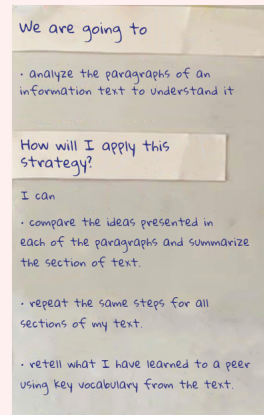 We are going to
· analyze the paragraphs of an
information text to understand it
How will I apply this
strategy?
I can
· compare the ideas presented in
each of the paragraphs and summarize
the section of text.
· repeat the same steps for all
sections of my text.
· retell what I have learned to a peer
using key vocabulary from the text.